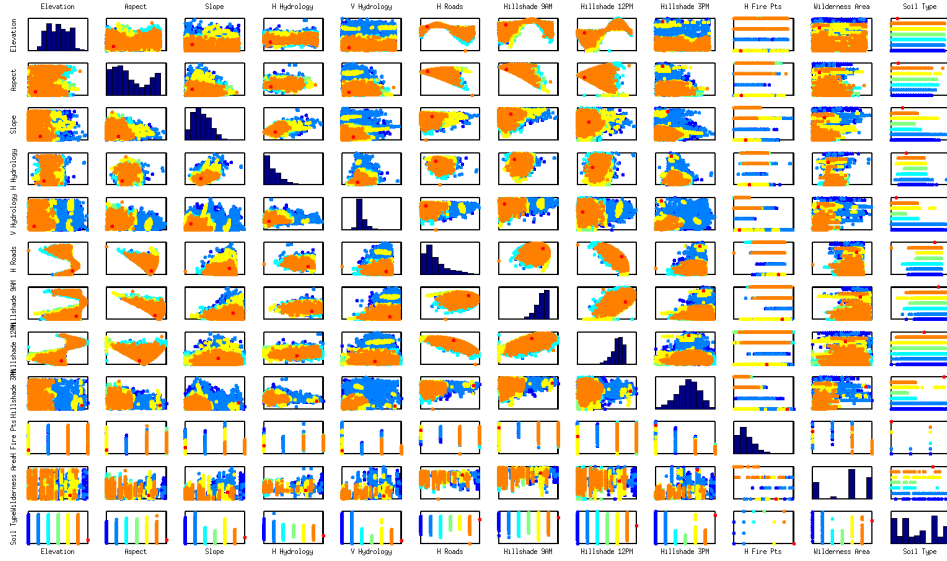 Elevation Aspect Slope H Hydrology V Hydrology H Roads Hillshade 9AM Hillshade 12PM Hillshade 3PM H Fire Pts Wilderness Area Soil Type
Elevation
Aspect
Slope
H Hydrology
V Hydrology
H Roads
Hillshade 9AM
Hillshade 12PM
Hillshade 3PM
H Fire Pts
Wilderness Area
Soil Type
Elevation Aspect Slope H Hydrology V Hydrology H Roads Hillshade 9AM Hillshade 12PM Hillshade 3PM H Fire Pts Wilderness Area Soil Type